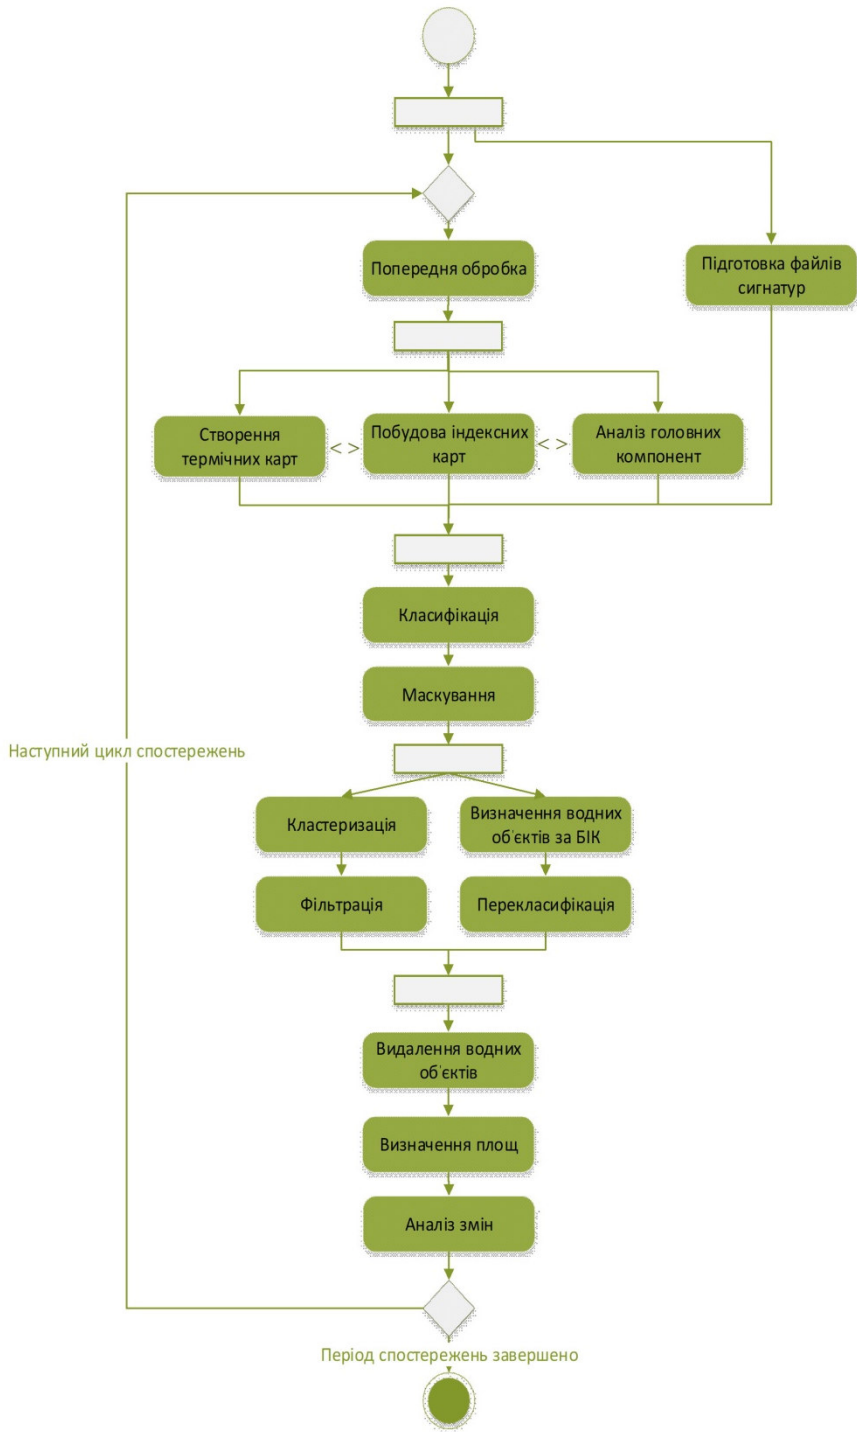 Попередня обробка
Підготовка файлів
сигнатур
Створення
термічних карт
< >
Побудова індексних
карт
< >
Аналіз головних
компонент
Класифікація
Маскування
Наступний цикл спостережень
Кластеризація
Визначення водних
об'єктів за БІК
Фільтрація
Перекласифікація
Видалення водних
об'єктів
Визначення площ
Аналіз змін
Період спостережень завершено